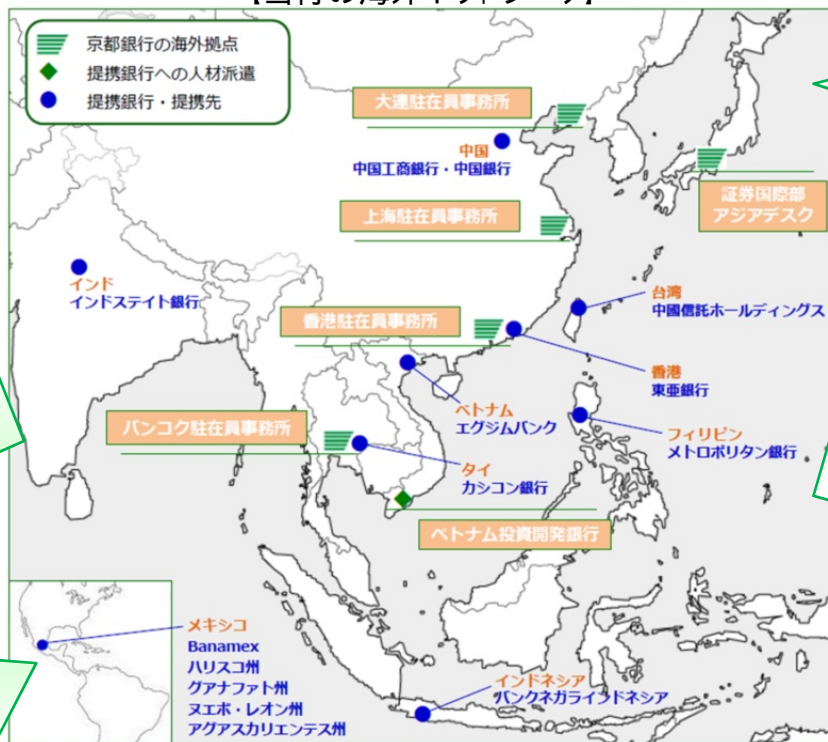 【当行の海外ネットワーク】
京都銀行の海外拠点
提携銀行への人材派遣
提携銀行・提携先
大連駐在員事務所
中国
中国工商銀行・中国銀行
証券国際部
アジアデスク
上海駐在員事務所
インド
インドステイト銀行
台湾
中國信託ホールディングス
香港駐在員事務所
香港
東亜銀行
ベトナム
エグジムバンク
フィリピン
メトロポリタン銀行
バンコク駐在員事務所
タイ
カシコン銀行
ベトナム投資開発銀行
メキシコ
Banamex
ハリスコ州
グアナファト州
ヌエボ・レオン州
アグアスカリエンテス州
インドネシア
バンクネガラインドネシア